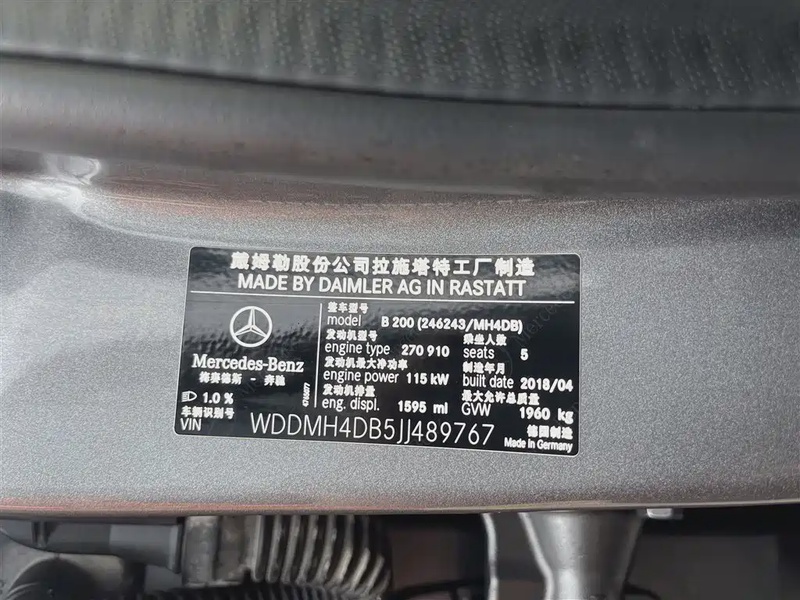 戴姆勒股份公司拉施塔特工厂制造
MADE BY DAIMLER AG IN RASTATT
整车型号
model B 200 (246243/MH4DB)
发动机型号 乘坐人数
engine type 270 910 seats 5
发动机最大净功率 制造年月
engine power 115 kW built date 2018/04
发动机排量 最大允许总质量
eng. displ. 1595 ml GVW 1960 kg
Mercedes-Benz
梅赛德斯 - 奔驰
1.0 %
车辆识别号
VIN WDDMH4DB5JJ489767
德国制造
Made in Germany